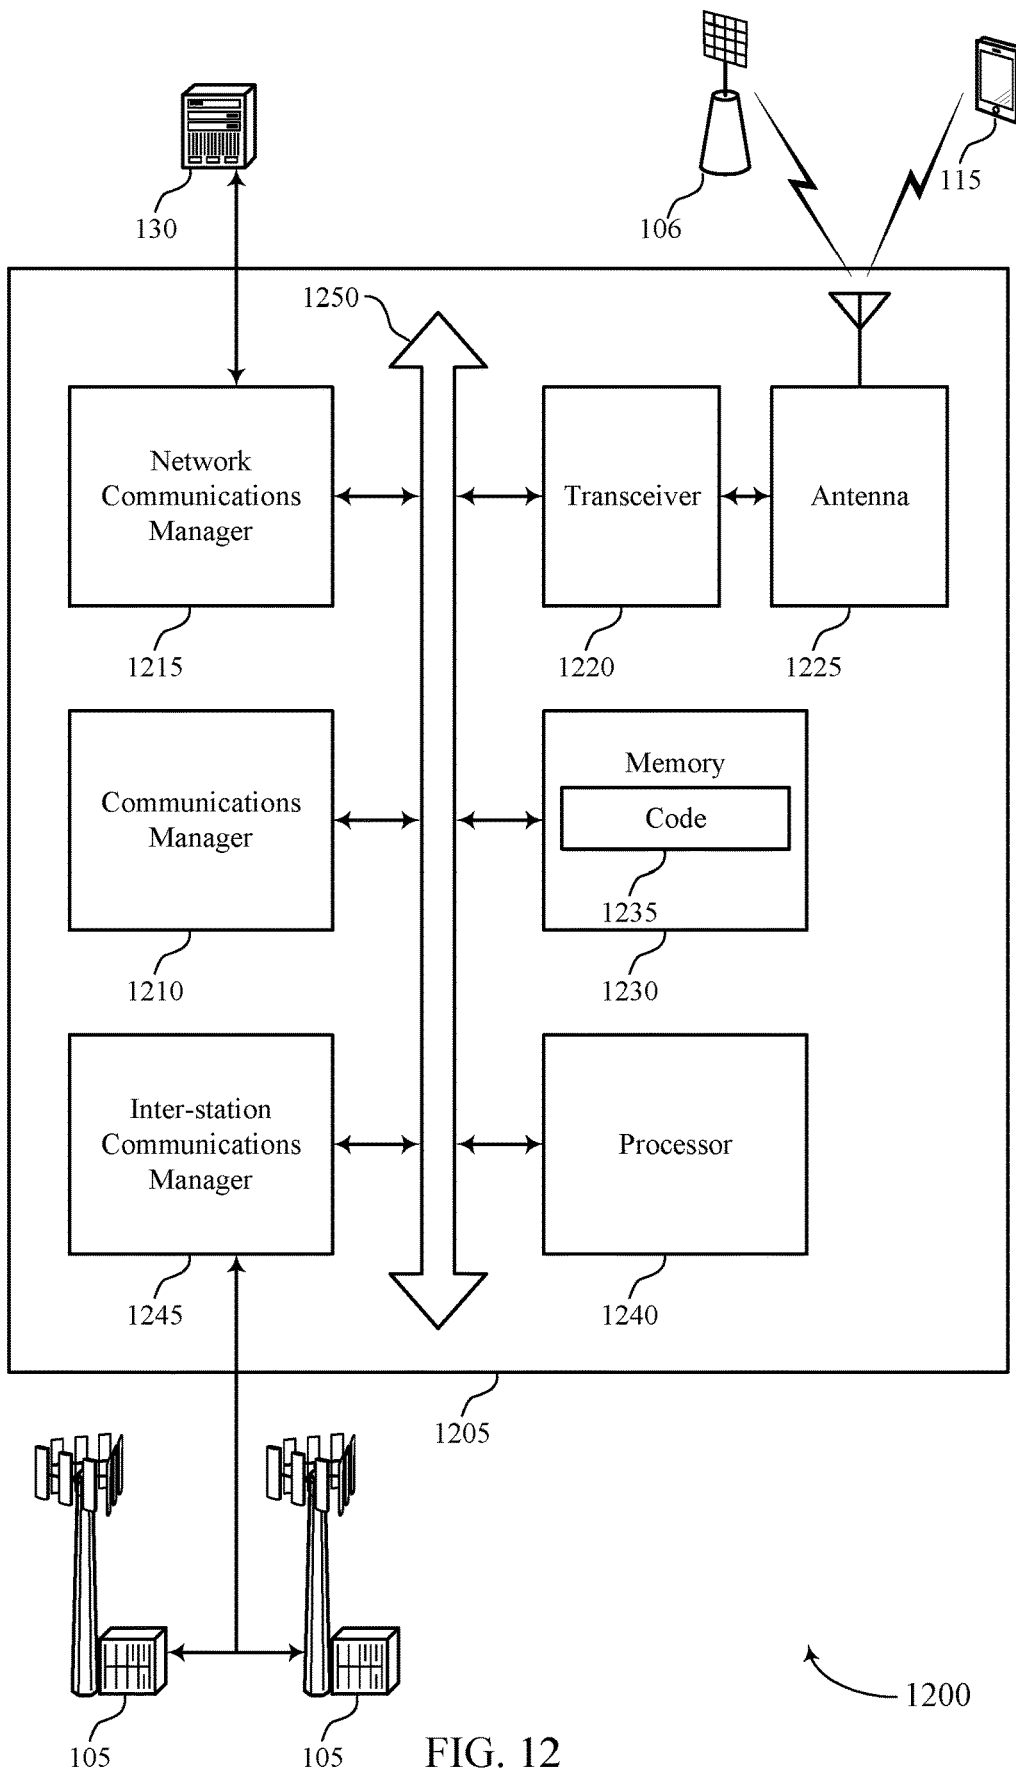 130
106
115
1250
Network
Communications
Manager
Transceiver
Antenna
1215
1220
1225
Communications
Manager
Memory
Code
1235
1210
1230
Inter-station
Communications
Manager
Processor
1245
1240
1205
1200
105
105
FIG. 12